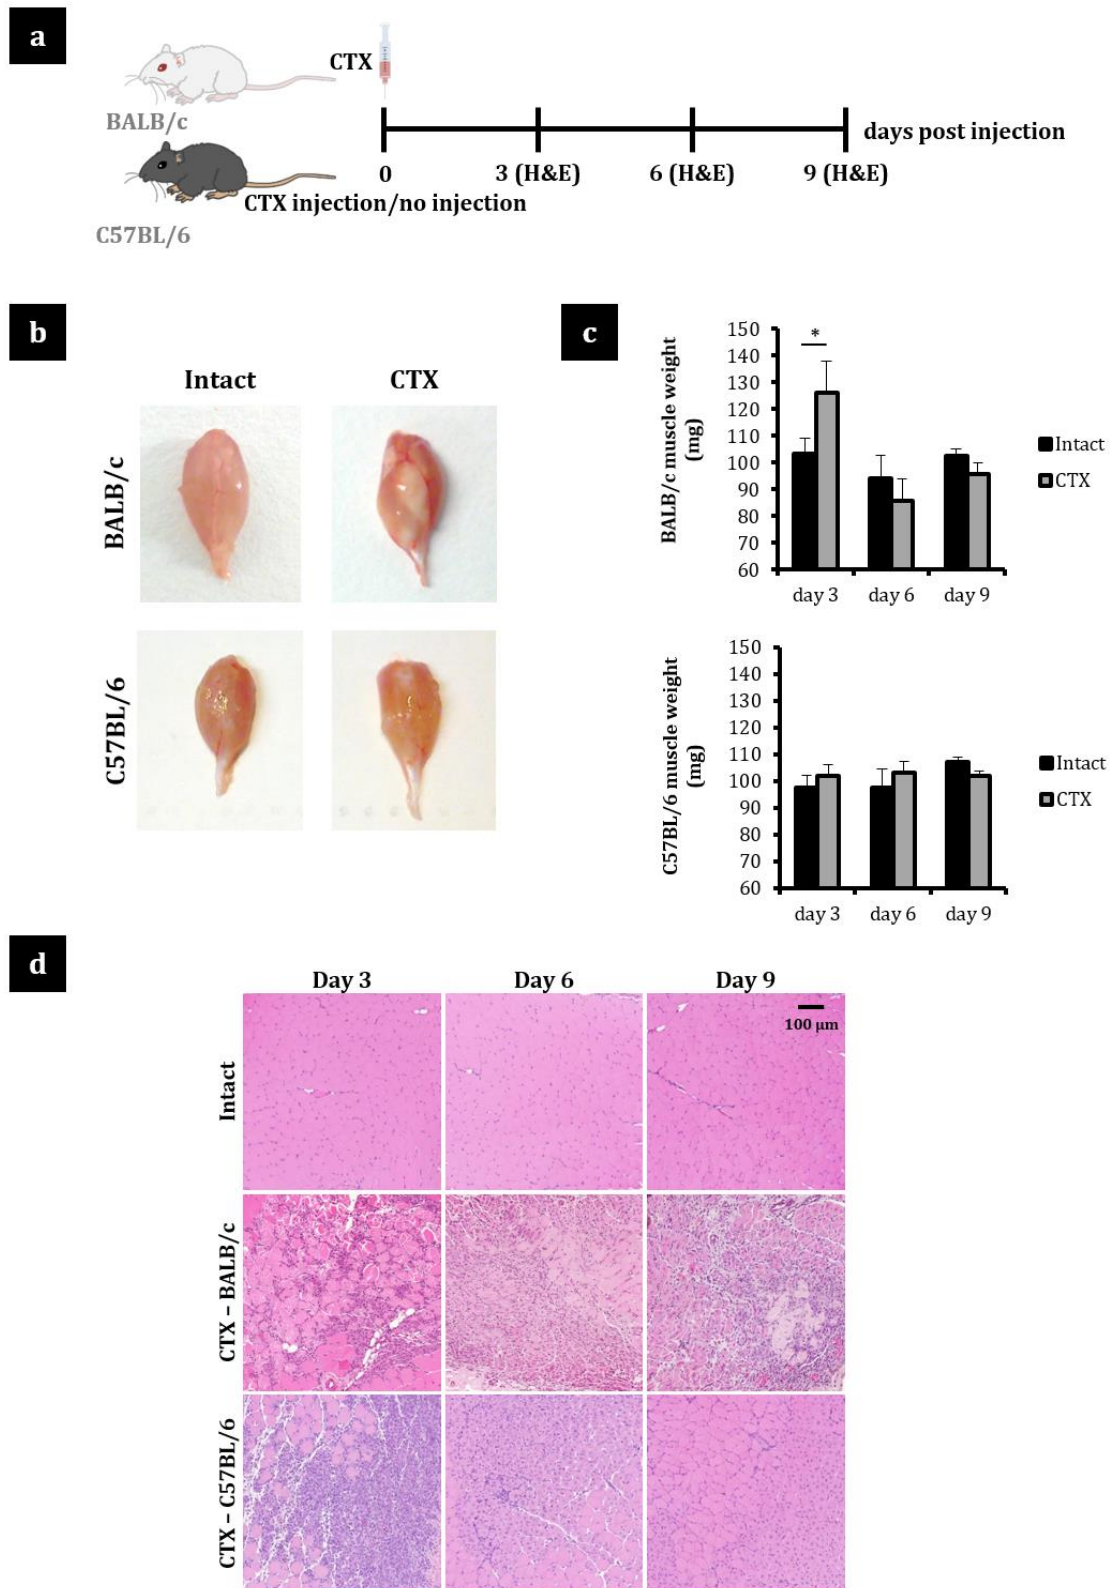 a
CTX
BALB/c
days post injection
0 3 (H&E) 6 (H&E) 9 (H&E)
CTX injection/no injection
C57BL/6
b
Intact CTX
BALB/c
C57BL/6
c
BALB/c muscle weight
(mg)
150
140
130
120
110
100
90
80
70
60
*
day 3 day 6 day 9
Intact
CTX
C57BL/6 muscle weight
(mg)
150
140
130
120
110
100
90
80
70
60
day 3 day 6 day 9
Intact
CTX
d
Day 3 Day 6 Day 9
100 μm
Intact
CTX – BALB/c
CTX – C57BL/6